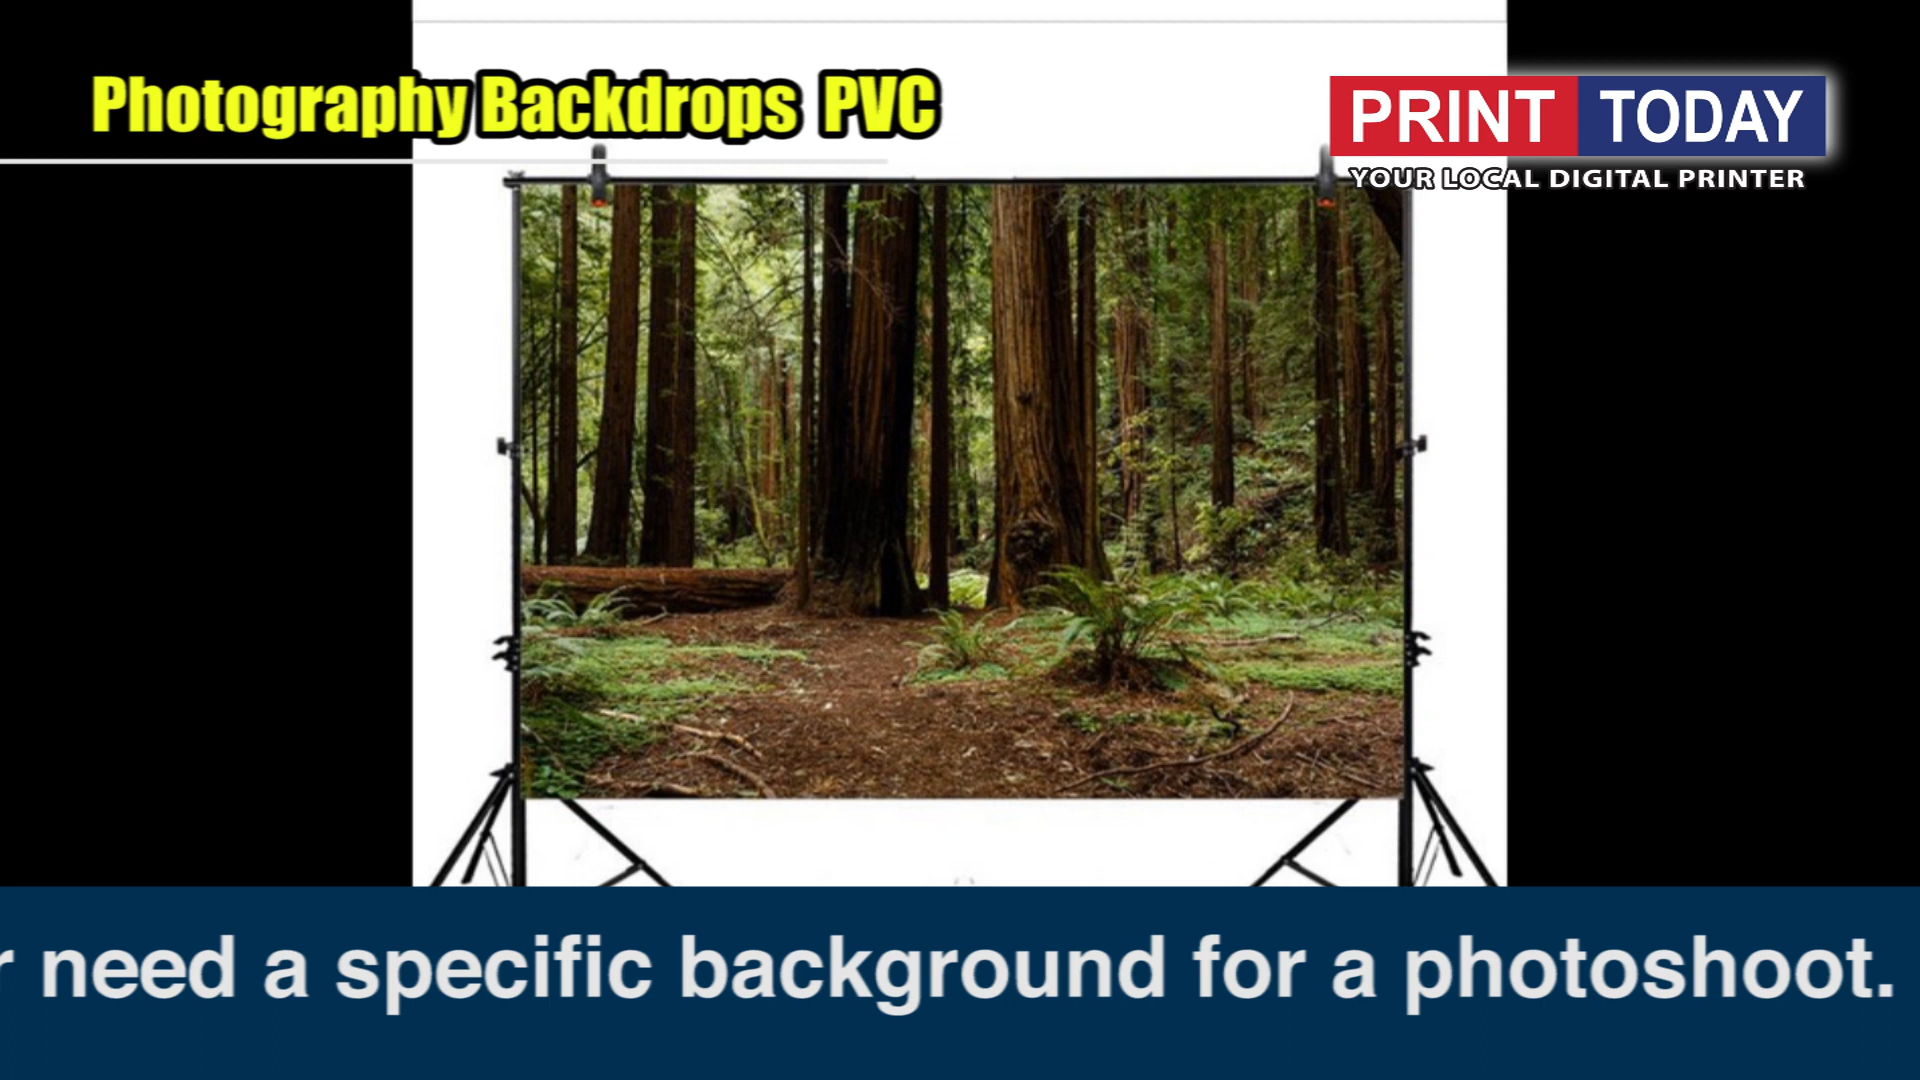 Photography Backdrops PVC
PRINT TODAY
YOUR LOCAL DIGITAL PRINTER
need a specific background for a photoshoot.